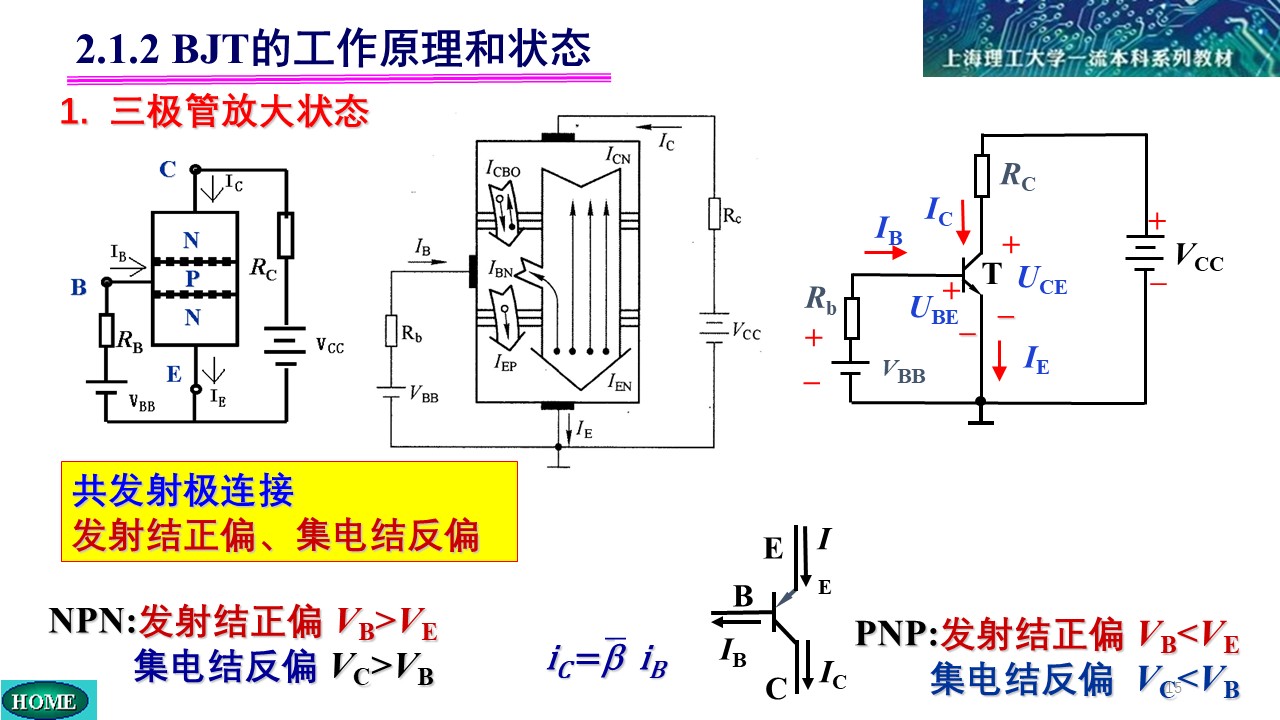 2.1.2 BJT的工作原理和状态
上海理工大学一流本科系列教材
1. 三极管放大状态
C
I_C
N
P
N
I_B
B
R_C
R_B
E
I_E
V_BB
V_CC
I_C
I_CN
I_CBO
R_c
I_B
I_BN
R_b
V_CC
I_EP
I_EN
V_BB
I_E
R_C
I_C
I_B
+
+
T
U_CE
V_CC
R_b
+
U_BE
−
−
−
+
V_BB
I_E
−
共发射极连接
发射结正偏、集电结反偏
E
I
E
B
I_B
C
I_C
NPN:发射结正偏 V_B>V_E
集电结反偏 V_C>V_B
i_C=β̅ i_B
PNP:发射结正偏 V_B<V_E
集电结反偏 V_C<V_B
15
HOME